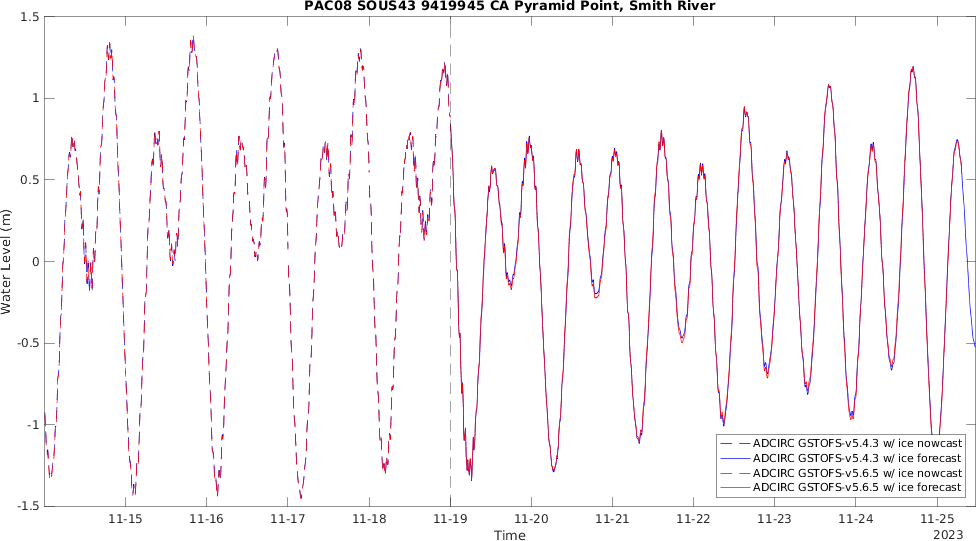 PAC08 SOUS43 9419945 CA Pyramid Point, Smith River
1.5
1
0.5
0
-0.5
-1
-1.5
Water Level (m)
ADCIRC GSTOFS-v5.4.3 w/ ice nowcast
ADCIRC GSTOFS-v5.4.3 w/ ice forecast
ADCIRC GSTOFS-v5.6.5 w/ ice nowcast
ADCIRC GSTOFS-v5.6.5 w/ ice forecast
11-15 11-16 11-17 11-18 11-19 11-20 11-21 11-22 11-23 11-24 11-25
Time
2023